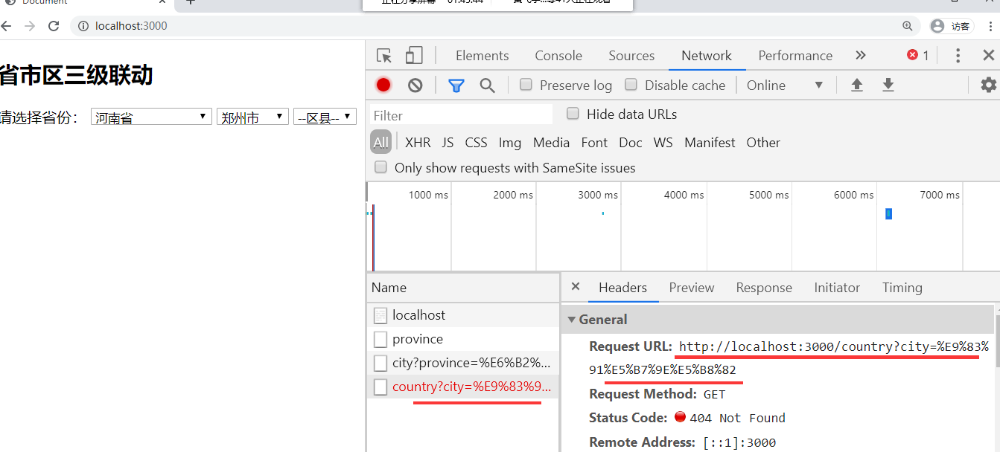 Document
localhost:3000
访客
省市区三级联动
请选择省份： 河南省 郑州市 --区县--
Elements Console Sources Network Performance 1
Preserve log Disable cache Online
Filter
Hide data URLs
All XHR JS CSS Img Media Font Doc WS Manifest Other
Only show requests with SameSite issues
1000 ms 2000 ms 3000 ms 4000 ms 5000 ms 6000 ms 7000 ms
Name
localhost
province
city?province=%E6%B2%...
country?city=%E9%83%9...
Headers Preview Response Initiator Timing
General
Request URL: http://localhost:3000/country?city=%E9%83%
91%E5%B7%9E%E5%B8%82
Request Method: GET
Status Code: 404 Not Found
Remote Address: [::1]:3000